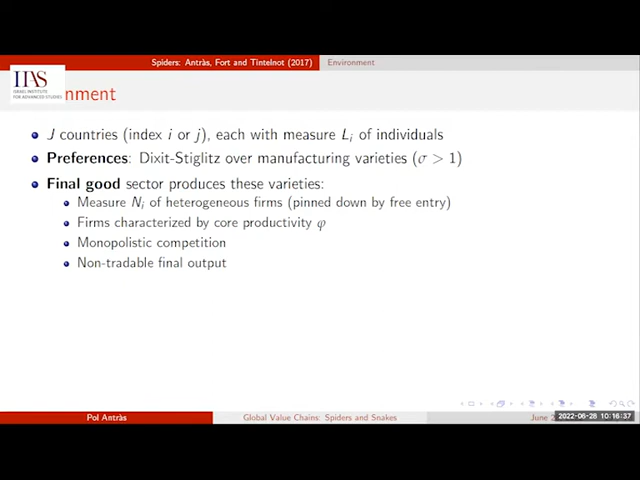 Spiders: Antràs, Fort and Tintelnot (2017) Environment
IIAS
ISRAEL INSTITUTE
FOR ADVANCED STUDIES
nment
J countries (index i or j), each with measure Lᵢ of individuals
Preferences: Dixit-Stiglitz over manufacturing varieties (σ > 1)
Final good sector produces these varieties:
Measure Nᵢ of heterogeneous firms (pinned down by free entry)
Firms characterized by core productivity φ
Monopolistic competition
Non-tradable final output
Pol Antràs Global Value Chains: Spiders and Snakes June 2
2022-06-28 10:16:37